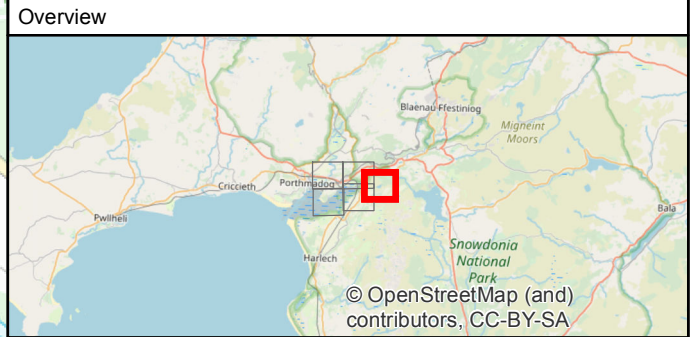 Overview
Blaenau Ffestiniog
Migneint
Moors
Criccieth
Porthmadog
Pwllheli
Bala
Harlech
Snowdonia
National
Park
© OpenStreetMap (and)
contributors, CC-BY-SA